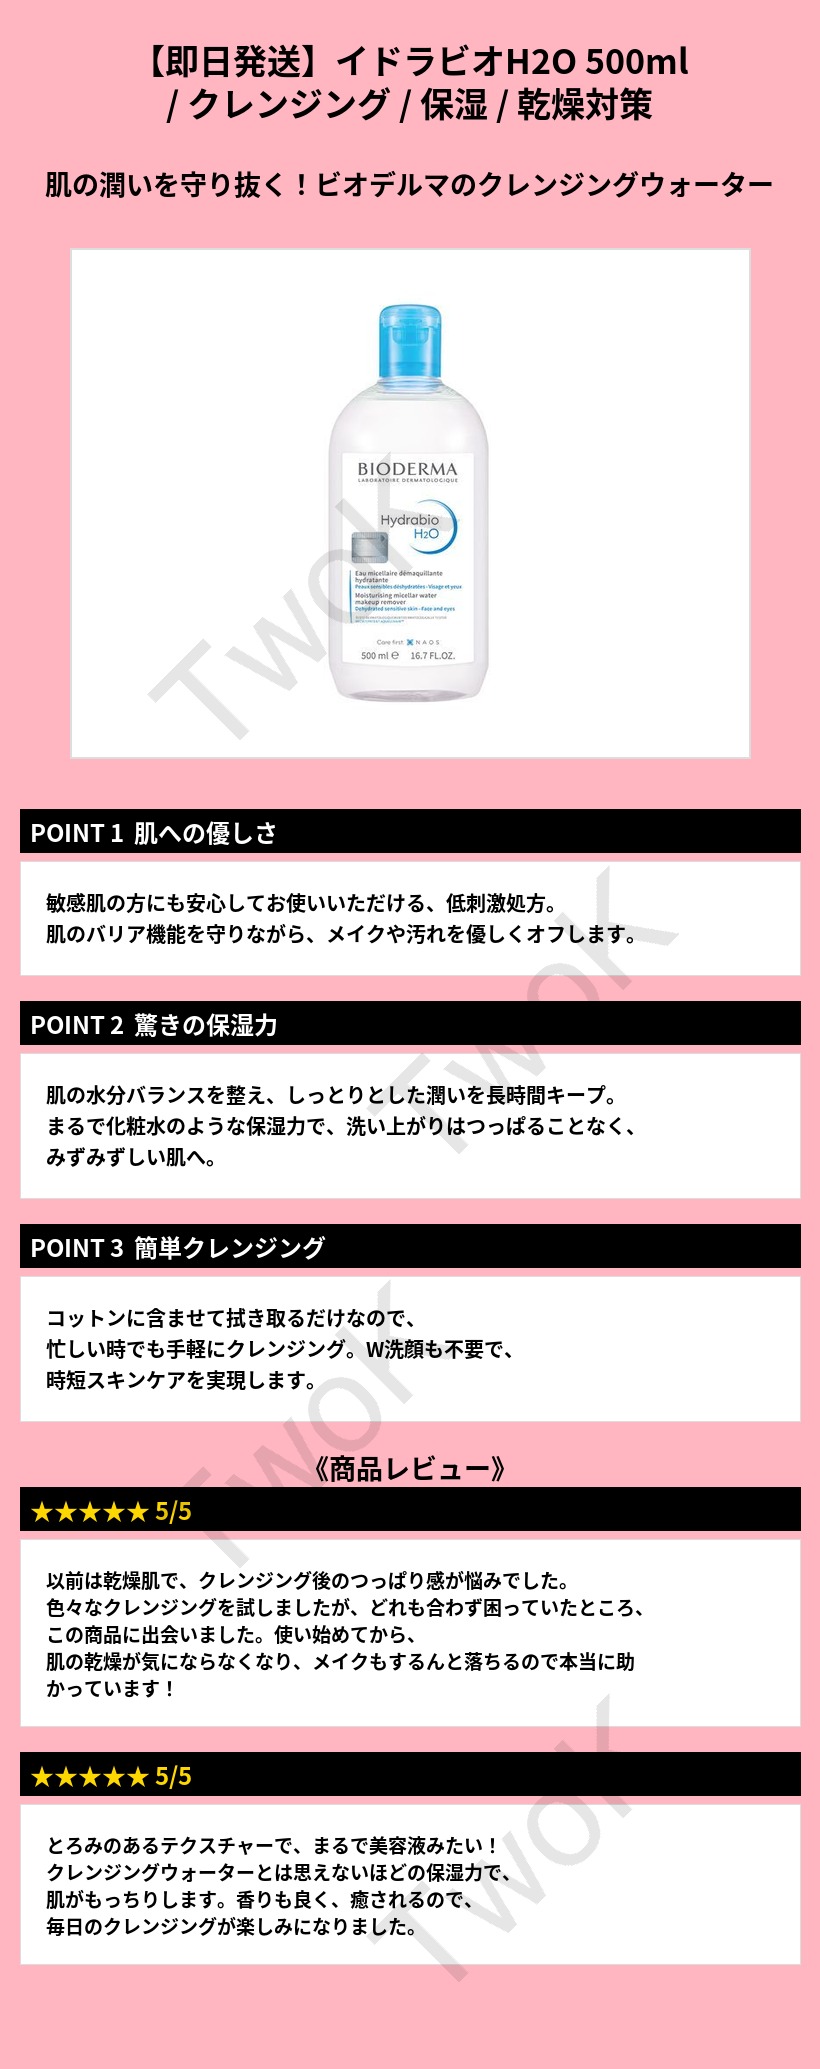 【即日発送】イドラビオH2O 500ml
/ クレンジング / 保湿 / 乾燥対策
肌の潤いを守り抜く！ビオデルマのクレンジングウォーター
BIODERMA
LABORATOIRE DERMATOLOGIQUE
Hydrabio
H2O
Eau micellaire démaquillante
hydratante
Peaux sensibles déshydratées - Visage et yeux
Moisturising micellar water
makeup remover
Dehydrated sensitive skin - Face and eyes
Care first NAOS
500 ml ℮ 16.7 FL.OZ.
TwoK
POINT 1 肌への優しさ
敏感肌の方にも安心してお使いいただける、低刺激処方。
肌のバリア機能を守りながら、メイクや汚れを優しくオフします。
TwoK
POINT 2 驚きの保湿力
肌の水分バランスを整え、しっとりとした潤いを長時間キープ。
まるで化粧水のような保湿力で、洗い上がりはつっぱることなく、
みずみずしい肌へ。
POINT 3 簡単クレンジング
コットンに含ませて拭き取るだけなので、
忙しい時でも手軽にクレンジング。W洗顔も不要で、
時短スキンケアを実現します。
TwoK
《商品レビュー》
★★★★★ 5/5
以前は乾燥肌で、クレンジング後のつっぱり感が悩みでした。
色々なクレンジングを試しましたが、どれも合わず困っていたところ、
この商品に出会いました。使い始めてから、
肌の乾燥が気にならなくなり、メイクもするんと落ちるので本当に助
かっています！
★★★★★ 5/5
とろみのあるテクスチャーで、まるで美容液みたい！
クレンジングウォーターとは思えないほどの保湿力で、
肌がもっちりします。香りも良く、癒されるので、
毎日のクレンジングが楽しみになりました。
TwoK